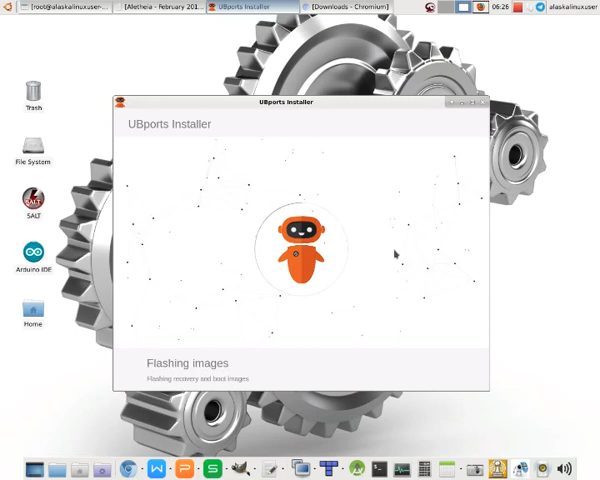 [root@alaskalinuxuser-...
[Aletheia - February 201...
UBports Installer
[Downloads - Chromium]
06:26
alaskalinuxuser
UBports Installer
UBports Installer
Trash
File System
SALT
SALT
Arduino IDE
Home
Flashing images
Flashing recovery and boot images
W
P
S
T